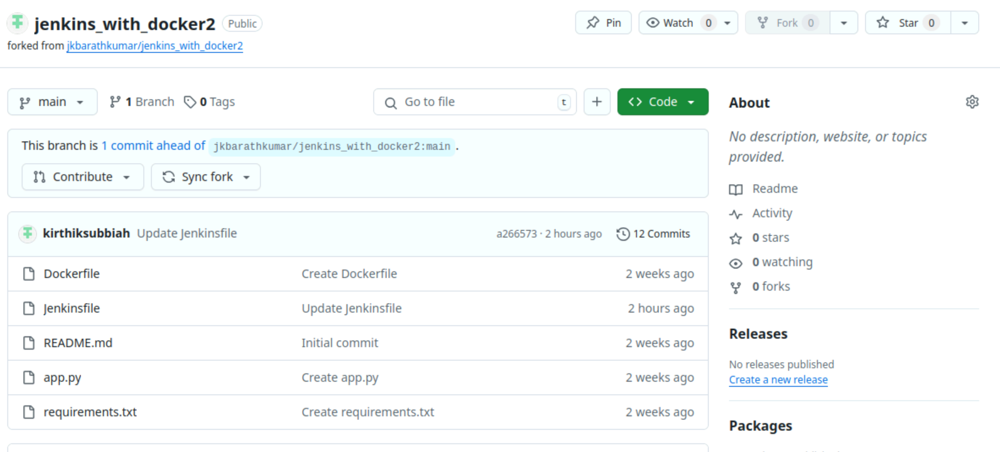 jenkins_with_docker2 Public Pin Watch 0 Fork 0 Star 0
forked from jkbarathkumar/jenkins_with_docker2
main 1 Branch 0 Tags Go to file t + Code
This branch is 1 commit ahead of jkbarathkumar/jenkins_with_docker2:main .
Contribute Sync fork
kirthiksubbiah Update Jenkinsfile a266573 · 2 hours ago 12 Commits
Dockerfile Create Dockerfile 2 weeks ago
Jenkinsfile Update Jenkinsfile 2 hours ago
README.md Initial commit 2 weeks ago
app.py Create app.py 2 weeks ago
requirements.txt Create requirements.txt 2 weeks ago
About
No description, website, or topics
provided.
Readme
Activity
0 stars
0 watching
0 forks
Releases
No releases published
Create a new release
Packages